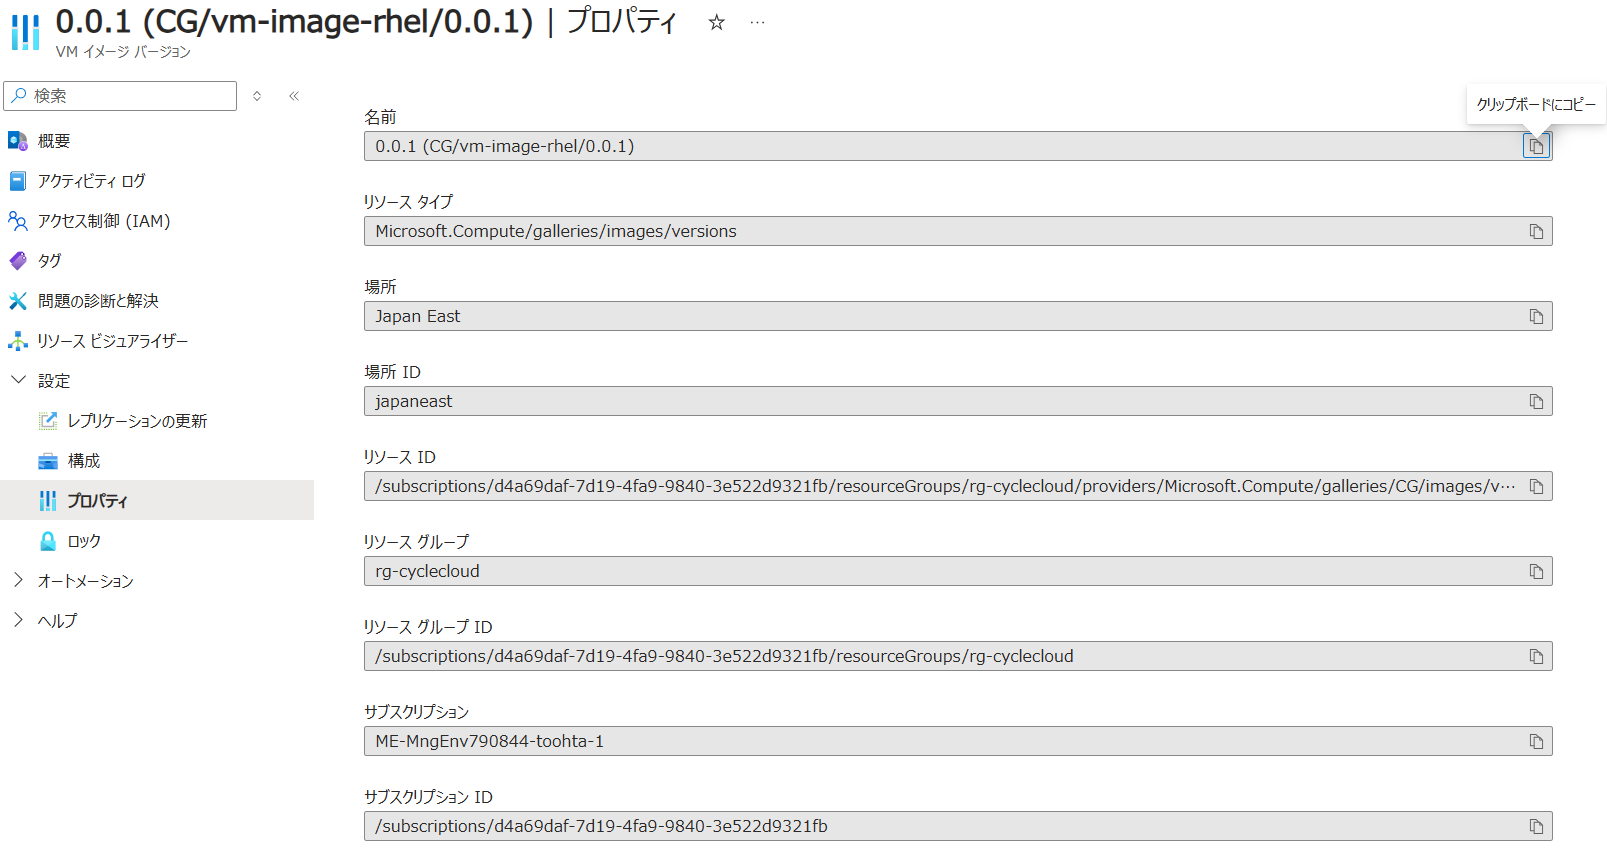 0.0.1 (CG/vm-image-rhel/0.0.1) | プロパティ ☆ …
VM イメージ バージョン
検索
クリップボードにコピー
概要
アクティビティ ログ
アクセス制御 (IAM)
タグ
問題の診断と解決
リソース ビジュアライザー
設定
レプリケーションの更新
構成
プロパティ
ロック
オートメーション
ヘルプ
名前
0.0.1 (CG/vm-image-rhel/0.0.1)
リソース タイプ
Microsoft.Compute/galleries/images/versions
場所
Japan East
場所 ID
japaneast
リソース ID
/subscriptions/d4a69daf-7d19-4fa9-9840-3e522d9321fb/resourceGroups/rg-cyclecloud/providers/Microsoft.Compute/galleries/CG/images/v…
リソース グループ
rg-cyclecloud
リソース グループ ID
/subscriptions/d4a69daf-7d19-4fa9-9840-3e522d9321fb/resourceGroups/rg-cyclecloud
サブスクリプション
ME-MngEnv790844-toohta-1
サブスクリプション ID
/subscriptions/d4a69daf-7d19-4fa9-9840-3e522d9321fb